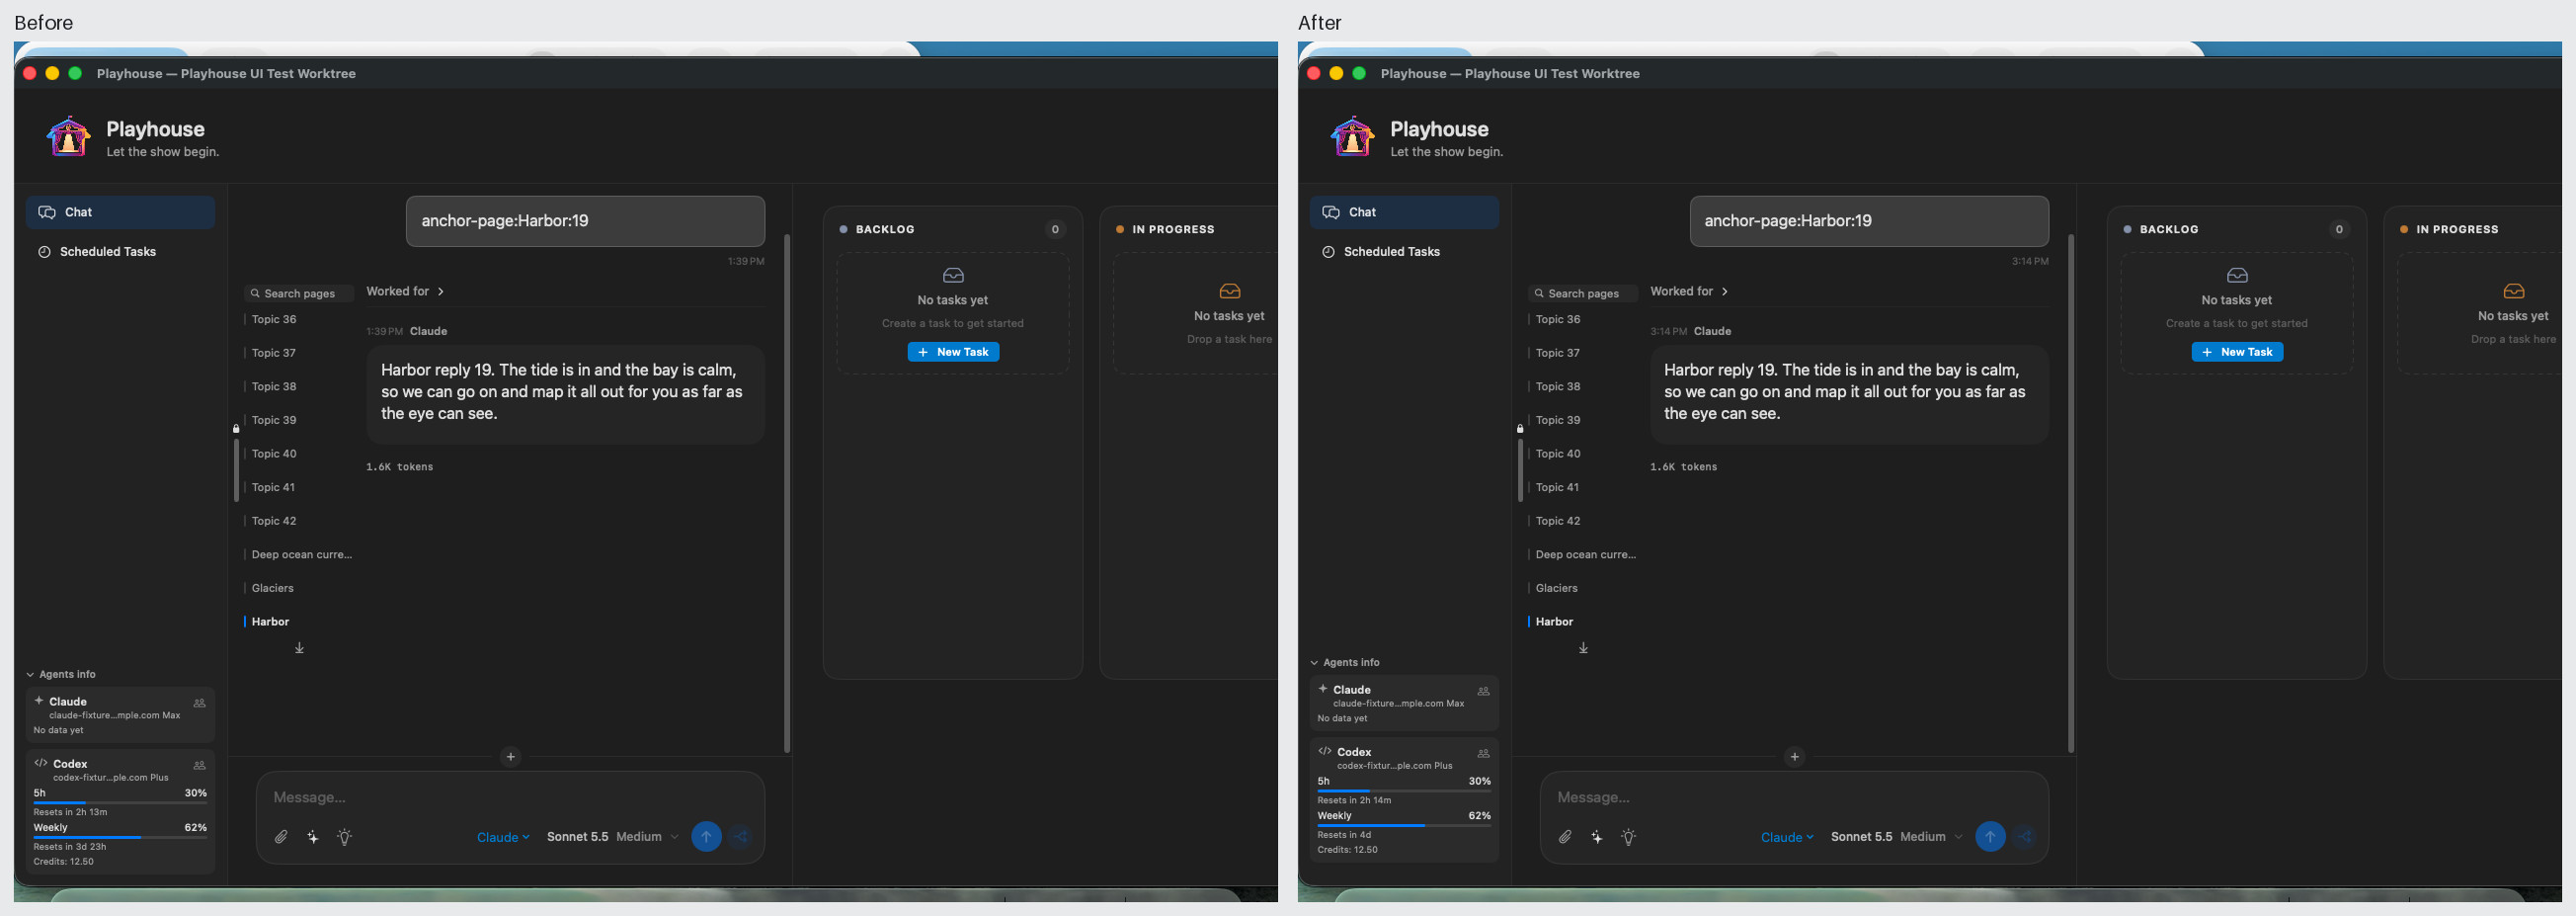 Before
Playhouse — Playhouse UI Test Worktree
Playhouse
Let the show begin.
Chat
Scheduled Tasks
anchor-page:Harbor:19
1:39 PM
Search pages
Topic 36
Topic 37
Topic 38
Topic 39
Topic 40
Topic 41
Topic 42
Deep ocean curre...
Glaciers
Harbor
Worked for
1:39 PM Claude
Harbor reply 19. The tide is in and the bay is calm,
so we can go on and map it all out for you as far as
the eye can see.
1.6K tokens
BACKLOG 0
No tasks yet
Create a task to get started
+ New Task
IN PROGRESS
No tasks yet
Drop a task here
Agents info
Claude
claude-fixture...mple.com Max
No data yet
Codex
codex-fixtur...ple.com Plus
5h 30%
Resets in 2h 13m
Weekly 62%
Resets in 3d 23h
Credits: 12.50
Message...
Claude Sonnet 5.5 Medium
After
Playhouse — Playhouse UI Test Worktree
Playhouse
Let the show begin.
Chat
Scheduled Tasks
anchor-page:Harbor:19
3:14 PM
Search pages
Topic 36
Topic 37
Topic 38
Topic 39
Topic 40
Topic 41
Topic 42
Deep ocean curre...
Glaciers
Harbor
Worked for
3:14 PM Claude
Harbor reply 19. The tide is in and the bay is calm,
so we can go on and map it all out for you as far as
the eye can see.
1.6K tokens
BACKLOG 0
No tasks yet
Create a task to get started
+ New Task
IN PROGRESS
No tasks yet
Drop a task here
Agents info
Claude
claude-fixture...mple.com Max
No data yet
Codex
codex-fixtur...ple.com Plus
5h 30%
Resets in 2h 14m
Weekly 62%
Resets in 4d
Credits: 12.50
Message...
Claude Sonnet 5.5 Medium